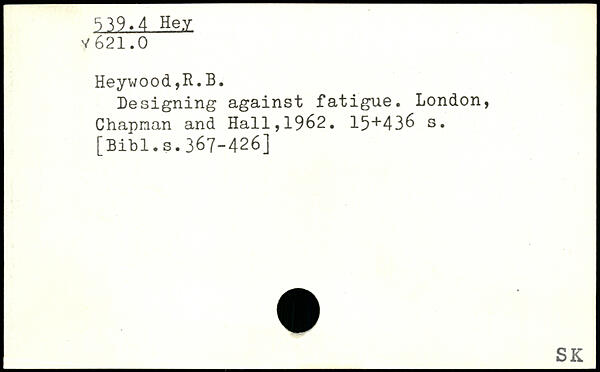 539.4 Hey
v 621.0
Heywood,R.B.
Designing against fatigue. London,
Chapman and Hall,1962. 15+436 s.
[Bibl.s.367-426]
SK